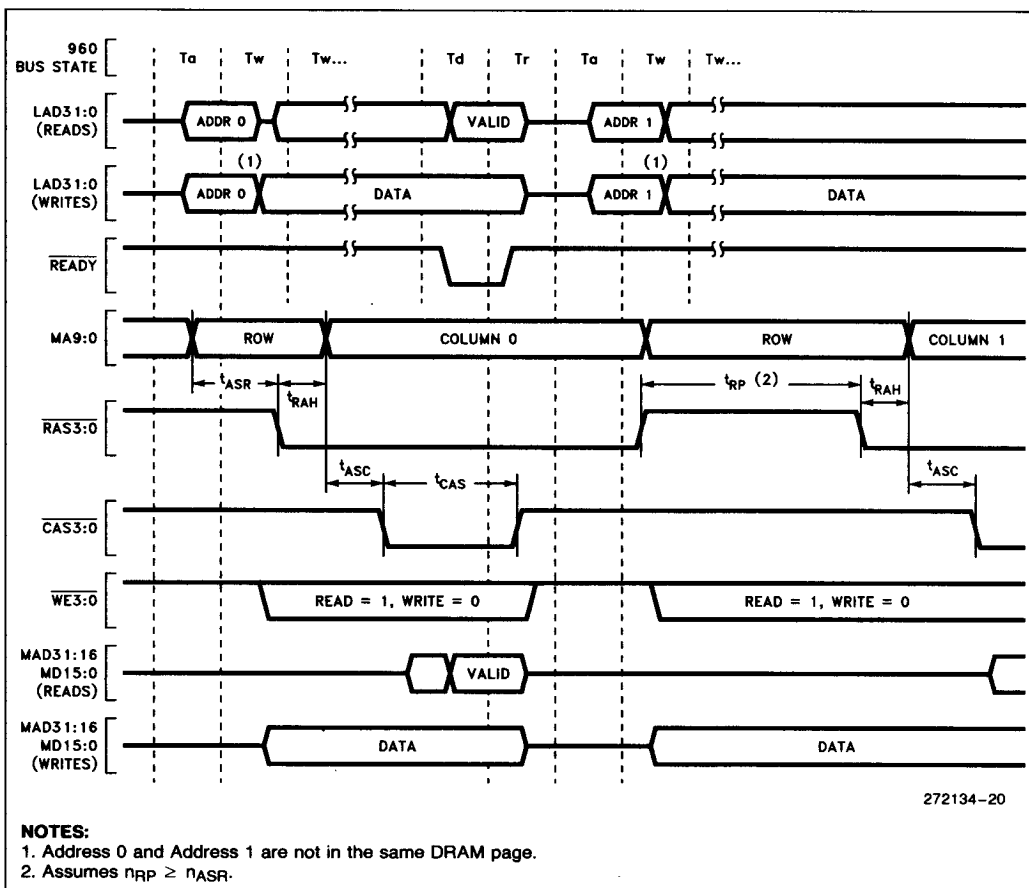 960
BUS STATE
Ta Tw Tw... Td Tr Ta Tw Tw...
LAD31:0
(READS)
ADDR 0 VALID ADDR 1
(1) (1)
LAD31:0
(WRITES)
ADDR 0 DATA ADDR 1 DATA
READY
MA9:0
ROW COLUMN 0 ROW COLUMN 1
tASR tRAH tRP (2) tRAH
RAS3:0
tASC tCAS tASC
CAS3:0
WE3:0
READ = 1, WRITE = 0 READ = 1, WRITE = 0
MAD31:16
MD15:0
(READS)
VALID
MAD31:16
MD15:0
(WRITES)
DATA DATA
272134-20
NOTES:
1. Address 0 and Address 1 are not in the same DRAM page.
2. Assumes nRP ≥ nASR.